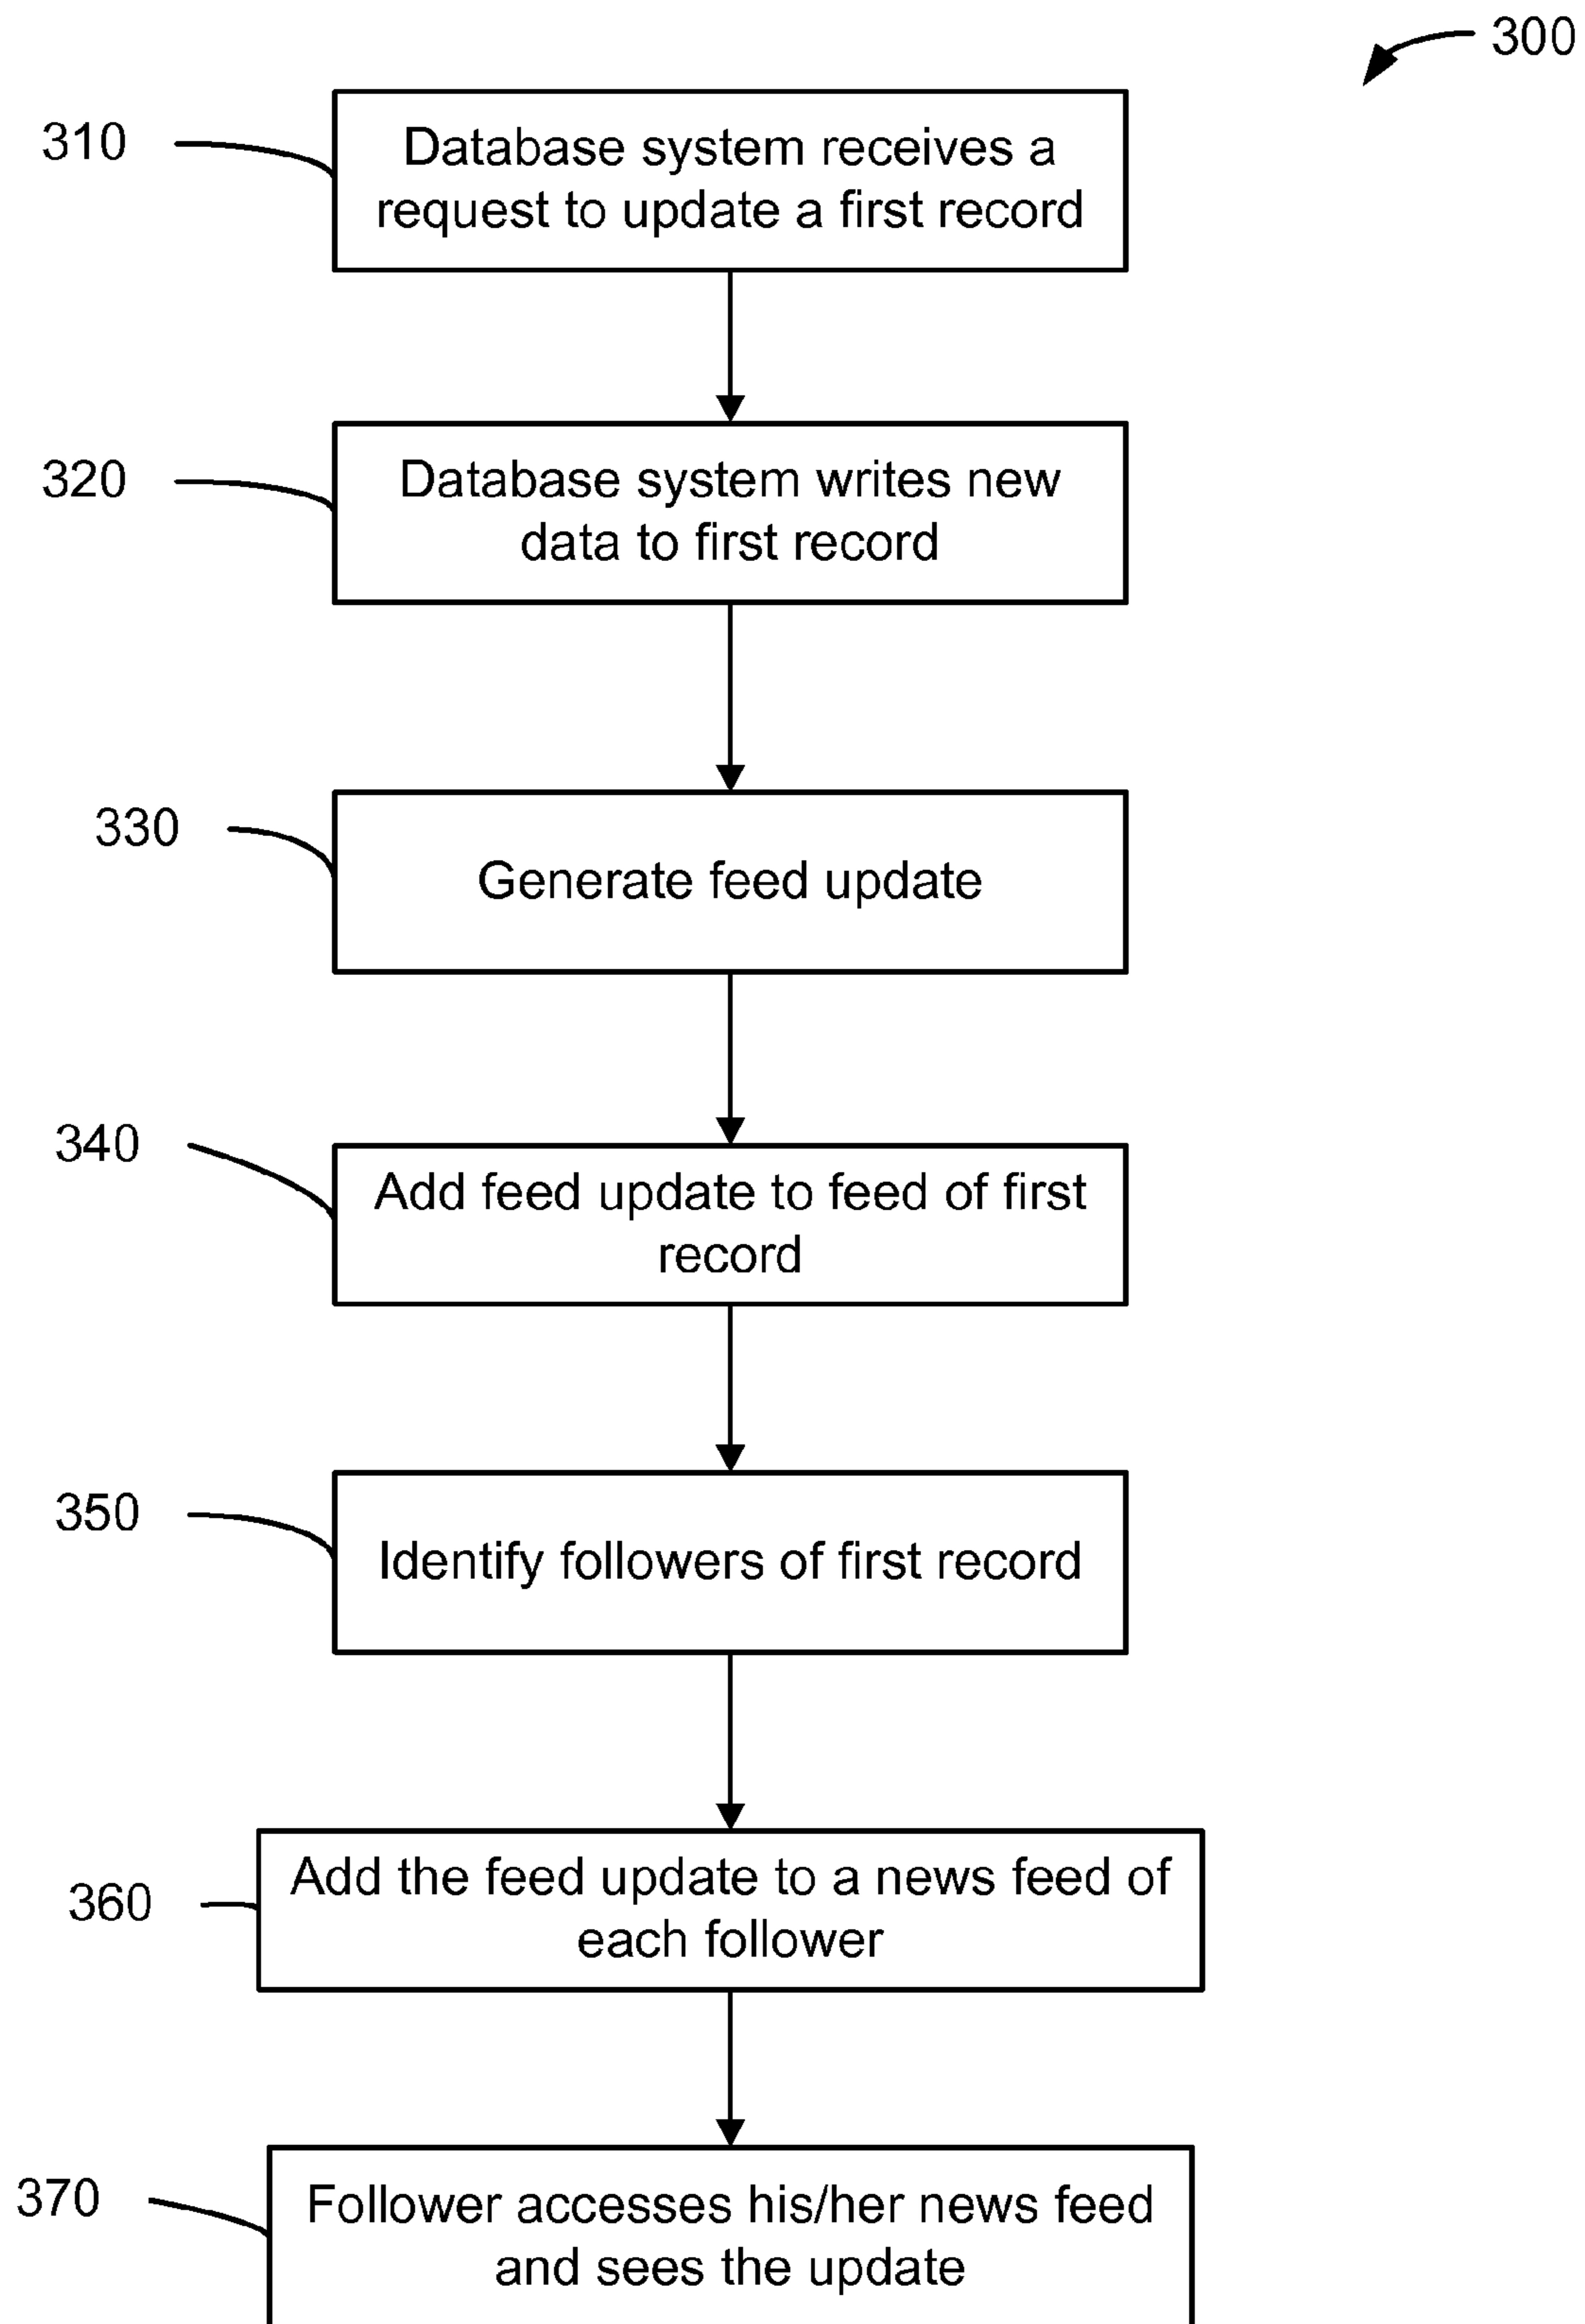 300
310
Database system receives a
request to update a first record
320
Database system writes new
data to first record
330
Generate feed update
340
Add feed update to feed of first
record
350
Identify followers of first record
360
Add the feed update to a news feed of
each follower
370
Follower accesses his/her news feed
and sees the update